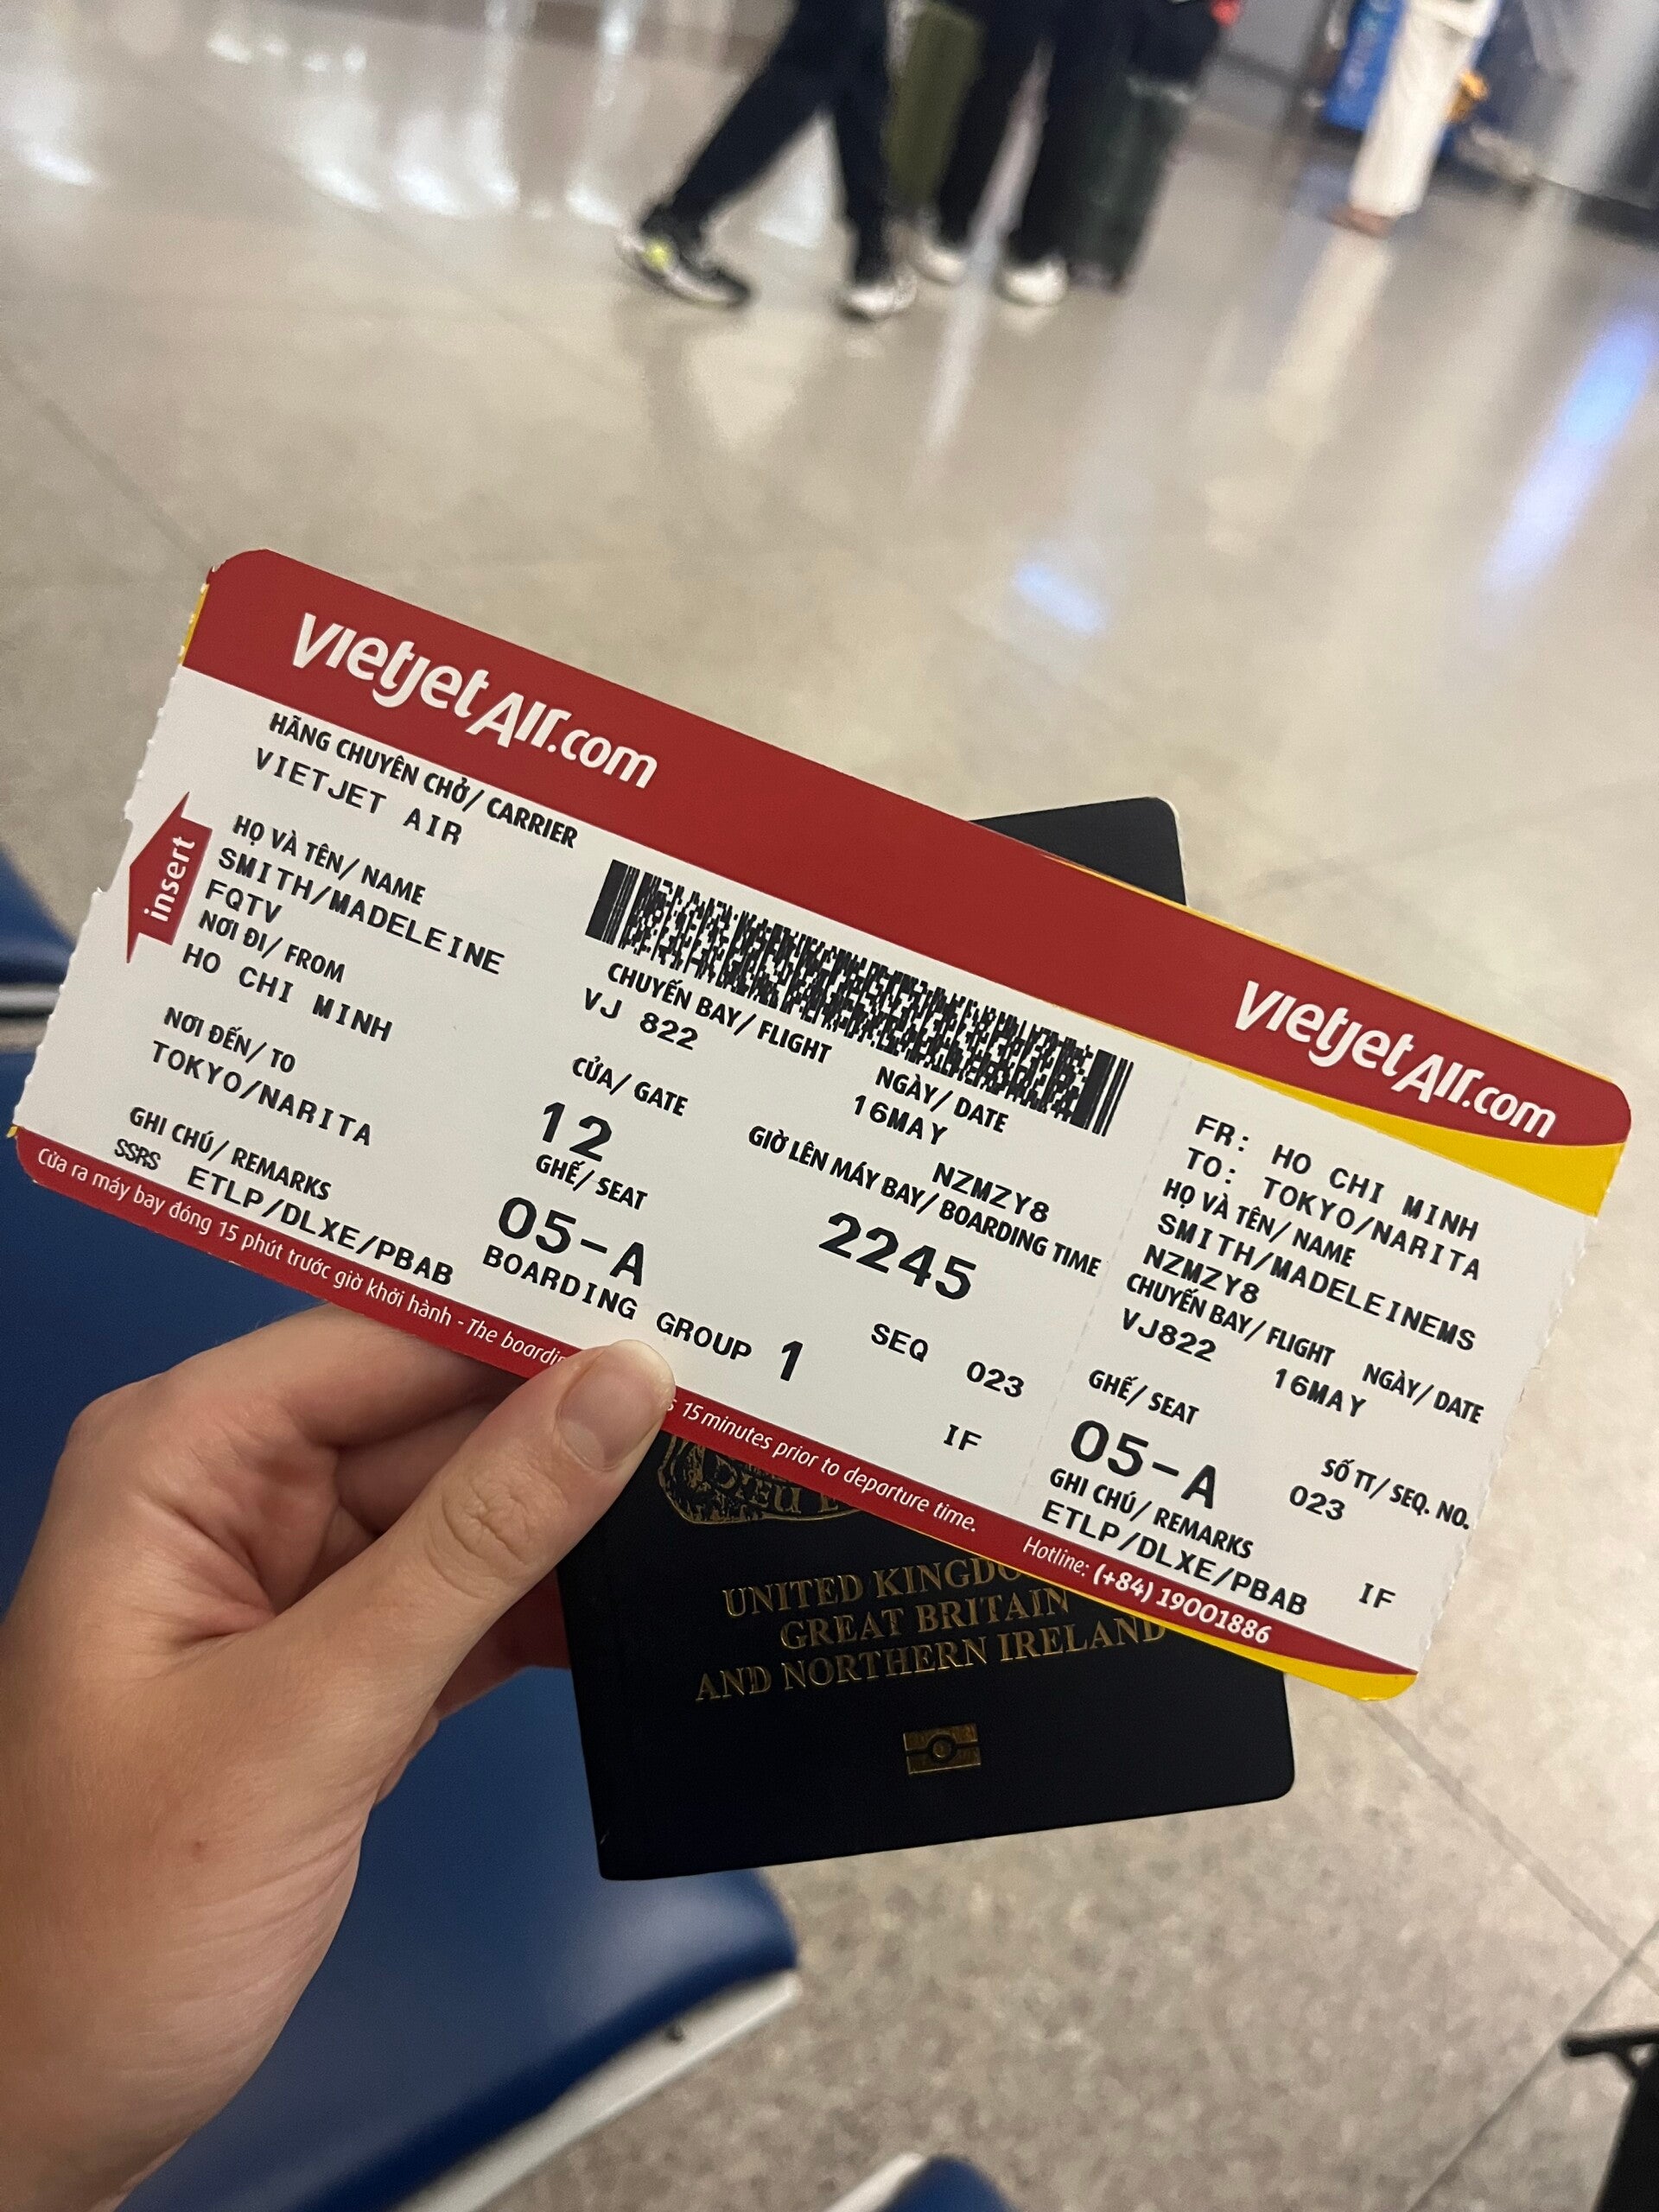 vietjetAir.com
HÃNG CHUYÊN CHỞ/ CARRIER
VIETJET AIR
insert
HỌ VÀ TÊN/ NAME
SMITH/MADELEINE
FQTV
NƠI ĐI/ FROM
HO CHI MINH
NƠI ĐẾN/ TO
TOKYO/NARITA
GHI CHÚ/ REMARKS
SSRS ETLP/DLXE/PBAB
CHUYẾN BAY/ FLIGHT
VJ 822
NGÀY/ DATE
16MAY
CỬA/ GATE
12
NZMZY8
GIỜ LÊN MÁY BAY/ BOARDING TIME
2245
GHẾ/ SEAT
05-A
BOARDING GROUP 1
SEQ 023
IF
Cửa ra máy bay đóng 15 phút trước giờ khởi hành - The 15 minutes prior to departure time.
vietjetAir.com
FR: HO CHI MINH
TO: TOKYO/NARITA
HỌ VÀ TÊN/ NAME
SMITH/MADELEINEMS
NZMZY8
CHUYẾN BAY/ FLIGHT NGÀY/ DATE
VJ822 16MAY
GHẾ/ SEAT SỐ TT/ SEQ. NO.
05-A 023
GHI CHÚ/ REMARKS
ETLP/DLXE/PBAB IF
Hotline: (+84) 19001886
DIEU
UNITED
GREAT BRITAIN
AND NORTHERN IRELAND